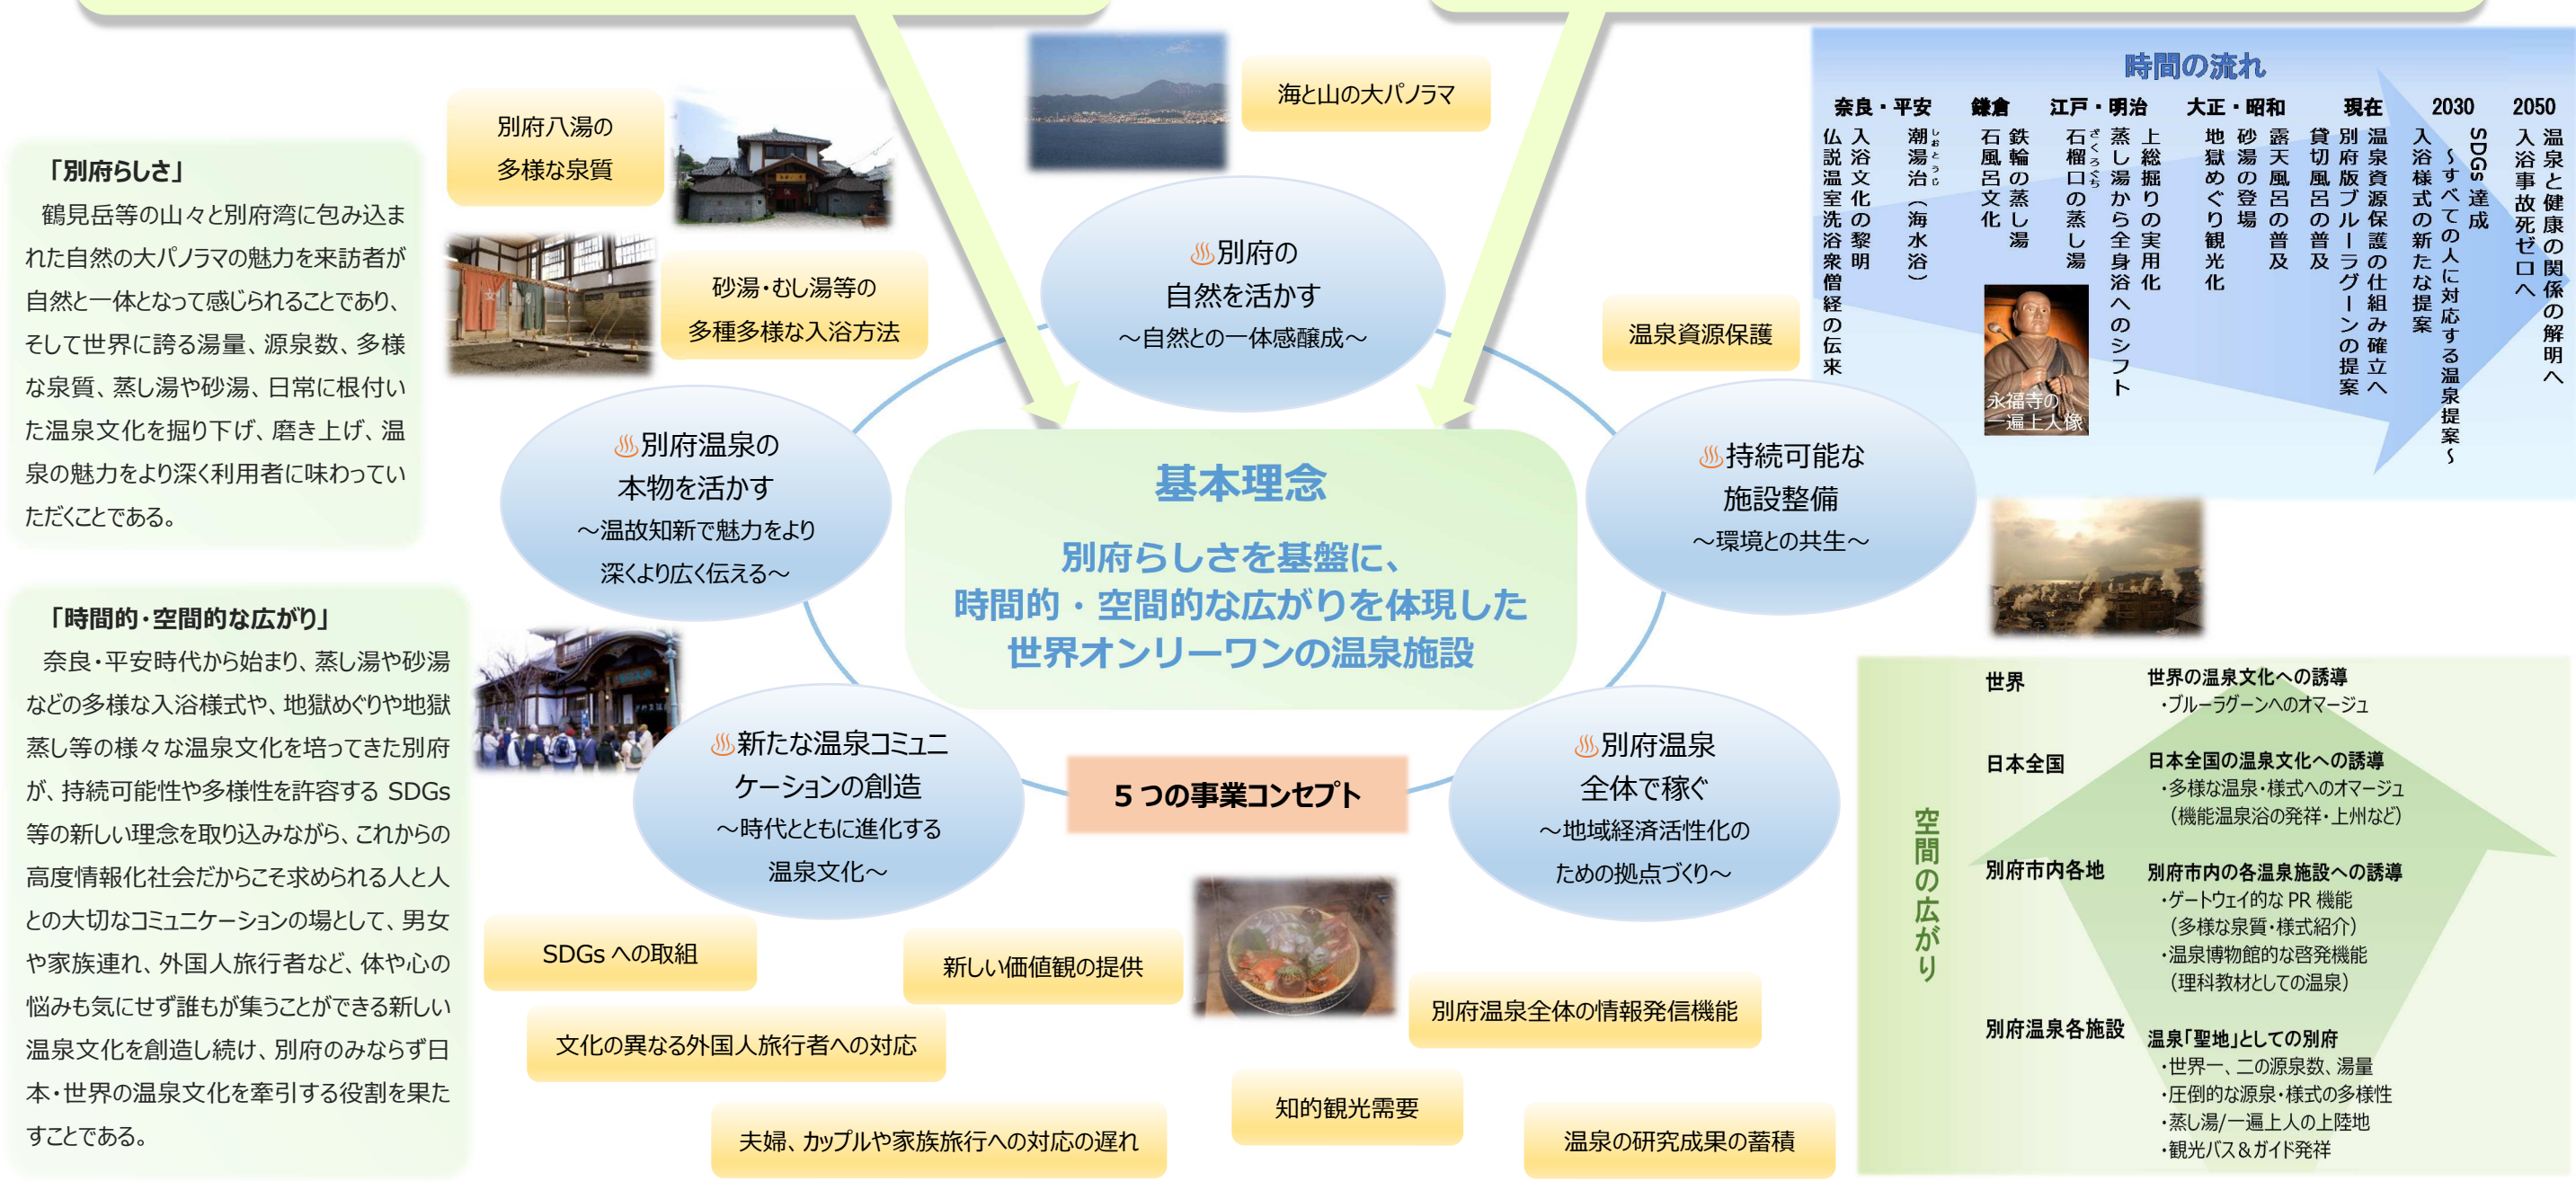 「別府らしさ」
鶴見岳等の山々と別府湾に包み込ま
れた自然の大パノラマの魅力を来訪者が
自然と一体となって感じられることであり、
そして世界に誇る湯量、源泉数、多様
な泉質、蒸し湯や砂湯、日常に根付い
た温泉文化を掘り下げ、磨き上げ、温
泉の魅力をより深く利用者に味わってい
ただくことである。
「時間的・空間的な広がり」
奈良・平安時代から始まり、蒸し湯や砂湯
などの多様な入浴様式や、地獄めぐりや地獄
蒸し等の様々な温泉文化を培ってきた別府
が、持続可能性や多様性を許容する SDGs
等の新しい理念を取り込みながら、これからの
高度情報化社会だからこそ求められる人と人
との大切なコミュニケーションの場として、男女
や家族連れ、外国人旅行者など、体や心の
悩みも気にせず誰もが集うことができる新しい
温泉文化を創造し続け、別府のみならず日
本・世界の温泉文化を牽引する役割を果た
すことである。
別府八湯の
多様な泉質
砂湯・むし湯等の
多種多様な入浴方法
海と山の大パノラマ
♨別府の
自然を活かす
～自然との一体感醸成～
♨別府温泉の
本物を活かす
～温故知新で魅力をより
深くより広く伝える～
温泉資源保護
♨持続可能な
施設整備
～環境との共生～
基本理念
別府らしさを基盤に、
時間的・空間的な広がりを体現した
世界オンリーワンの温泉施設
♨新たな温泉コミュニ
ケーションの創造
～時代とともに進化する
温泉文化～
5つの事業コンセプト
♨別府温泉
全体で稼ぐ
～地域経済活性化の
ための拠点づくり～
SDGs への取組
新しい価値観の提供
文化の異なる外国人旅行者への対応
夫婦、カップルや家族旅行への対応の遅れ
別府温泉全体の情報発信機能
知的観光需要
温泉の研究成果の蓄積
時間の流れ
奈良・平安
潮湯治（海水浴）
しおとうじ
入浴文化の黎明
仏説温室洗浴衆僧経の伝来
鎌倉
鉄輪の蒸し湯
石風呂文化
永福寺の
一遍上人像
江戸・明治
上総掘りの実用化
蒸し湯から全身浴へのシフト
石榴口の蒸し湯
ざくろぐち
大正・昭和
露天風呂の普及
砂湯の登場
地獄めぐり観光化
現在
温泉資源保護の仕組み確立へ
別府版ブルーラグーンの提案
貸切風呂の普及
2030
SDGs 達成
～すべての人に対応する温泉提案～
入浴様式の新たな提案
2050
温泉と健康の関係の解明へ
入浴事故死ゼロへ
空間の広がり
世界
世界の温泉文化への誘導
・ブルーラグーンへのオマージュ
日本全国
日本全国の温泉文化への誘導
・多様な温泉・様式へのオマージュ
（機能温泉浴の発祥・上州など）
別府市内各地
別府市内の各温泉施設への誘導
・ゲートウェイ的な PR 機能
（多様な泉質・様式紹介）
・温泉博物館的な啓発機能
（理科教材としての温泉）
別府温泉各施設
温泉「聖地」としての別府
・世界一、二の源泉数、湯量
・圧倒的な源泉・様式の多様性
・蒸し湯/一遍上人の上陸地
・観光バス＆ガイド発祥